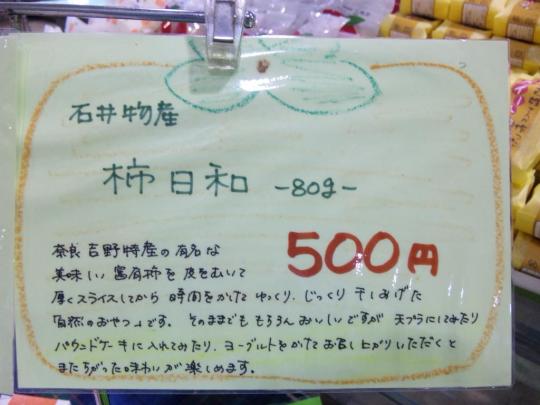 石井物産
柿日和 -80g-
500円
奈良吉野特産の有名な
美味しい富有柿を皮をむいて
厚くスライスしてから 時間をかけて ゆっくり、じっくり 干しあげた
「自然のおやつ」です。そのままでも もちろん おいしいですが 天プラにしてみたり
パウンドケーキに入れてみたり、ヨーグルトをかけてお召し上がりいただくと
またちがった味わいが楽しめます。